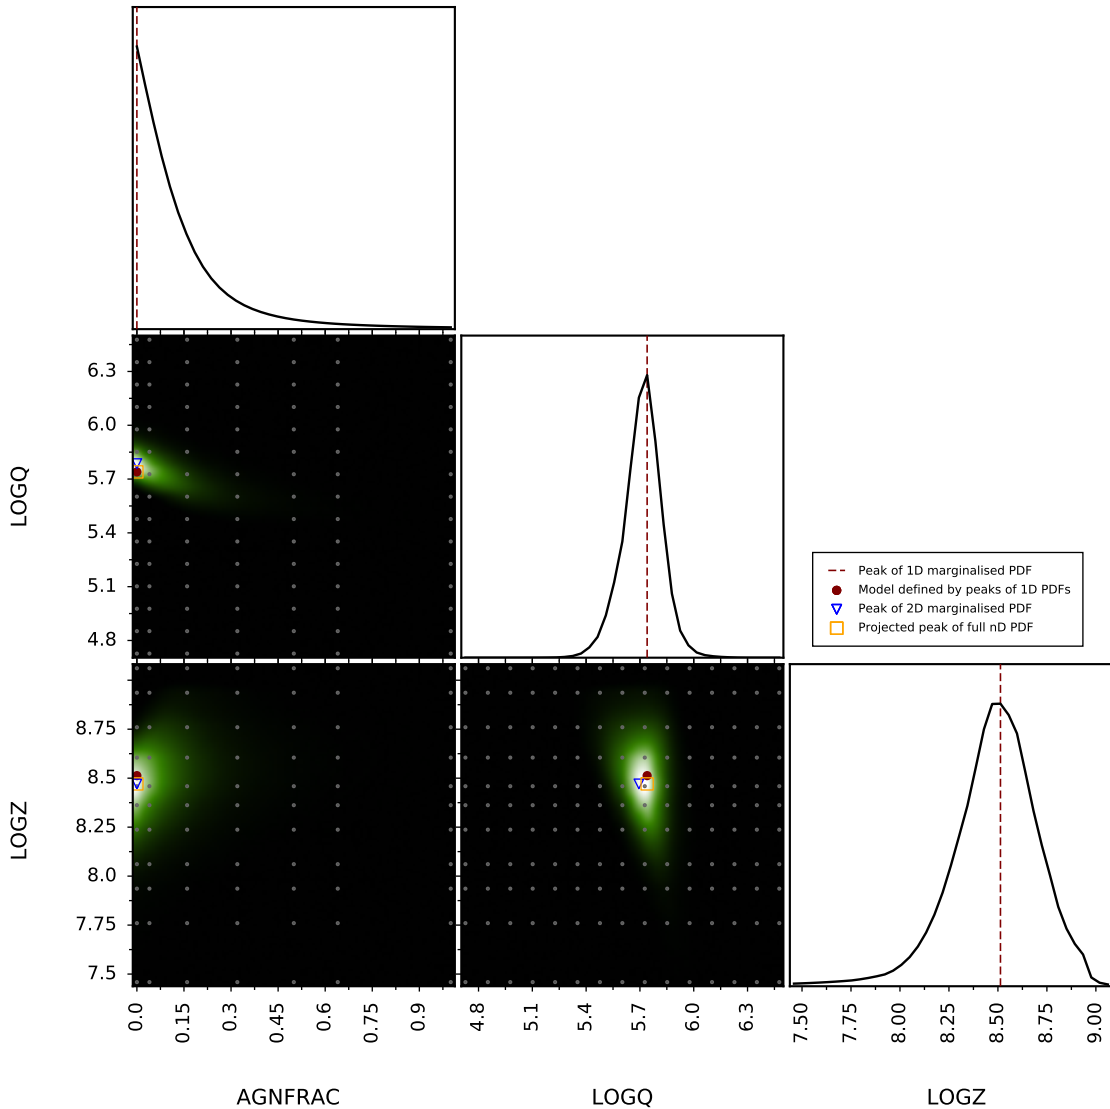 6.3
6.0
5.7
5.4
5.1
4.8
LOGQ
Peak of 1D marginalised PDF
Model defined by peaks of 1D PDFs
Peak of 2D marginalised PDF
Projected peak of full nD PDF
8.75
8.5
8.25
8.0
7.75
7.5
LOGZ
0.0 0.15 0.3 0.45 0.6 0.75 0.9
4.8 5.1 5.4 5.7 6.0 6.3
7.50 7.75 8.00 8.25 8.50 8.75 9.00
AGNFRAC LOGQ LOGZ